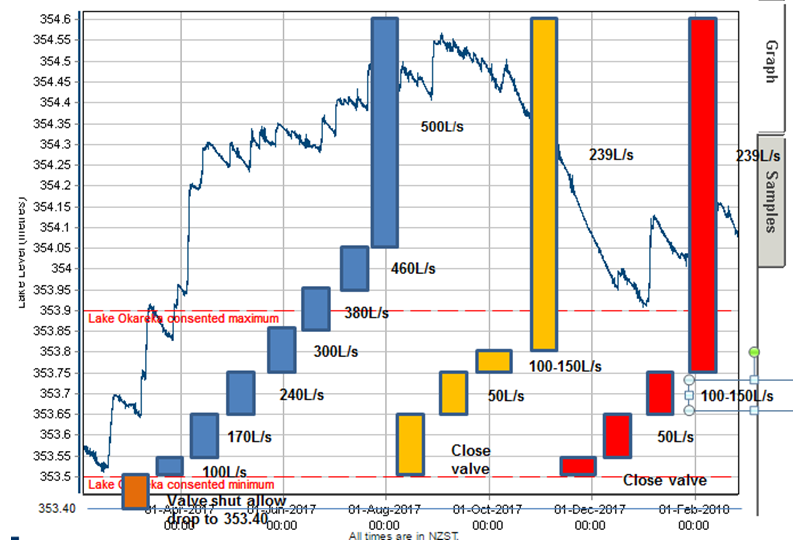 354.6
354.55
354.5
354.45
354.4
354.35
354.3
354.25
354.2
354.15
354.1
354.05
354
353.95
353.9
353.85
353.8
353.75
353.7
353.65
353.6
353.55
353.5
353.40
Lake Level (metres)
Graph
Samples
500L/s
239L/s
239L/s
460L/s
380L/s
Lake Okareka consented maximum
300L/s
100-150L/s
240L/s
50L/s
100-150L/s
170L/s
50L/s
100L/s
Close
valve
Close valve
Lake Okareka consented minimum
Valve shut allow
drop to 353.40
01-Apr-2017
00:00
01-Jun-2017
00:00
01-Aug-2017
00:00
01-Oct-2017
00:00
01-Dec-2017
00:00
01-Feb-2018
00:00
All times are in NZST.